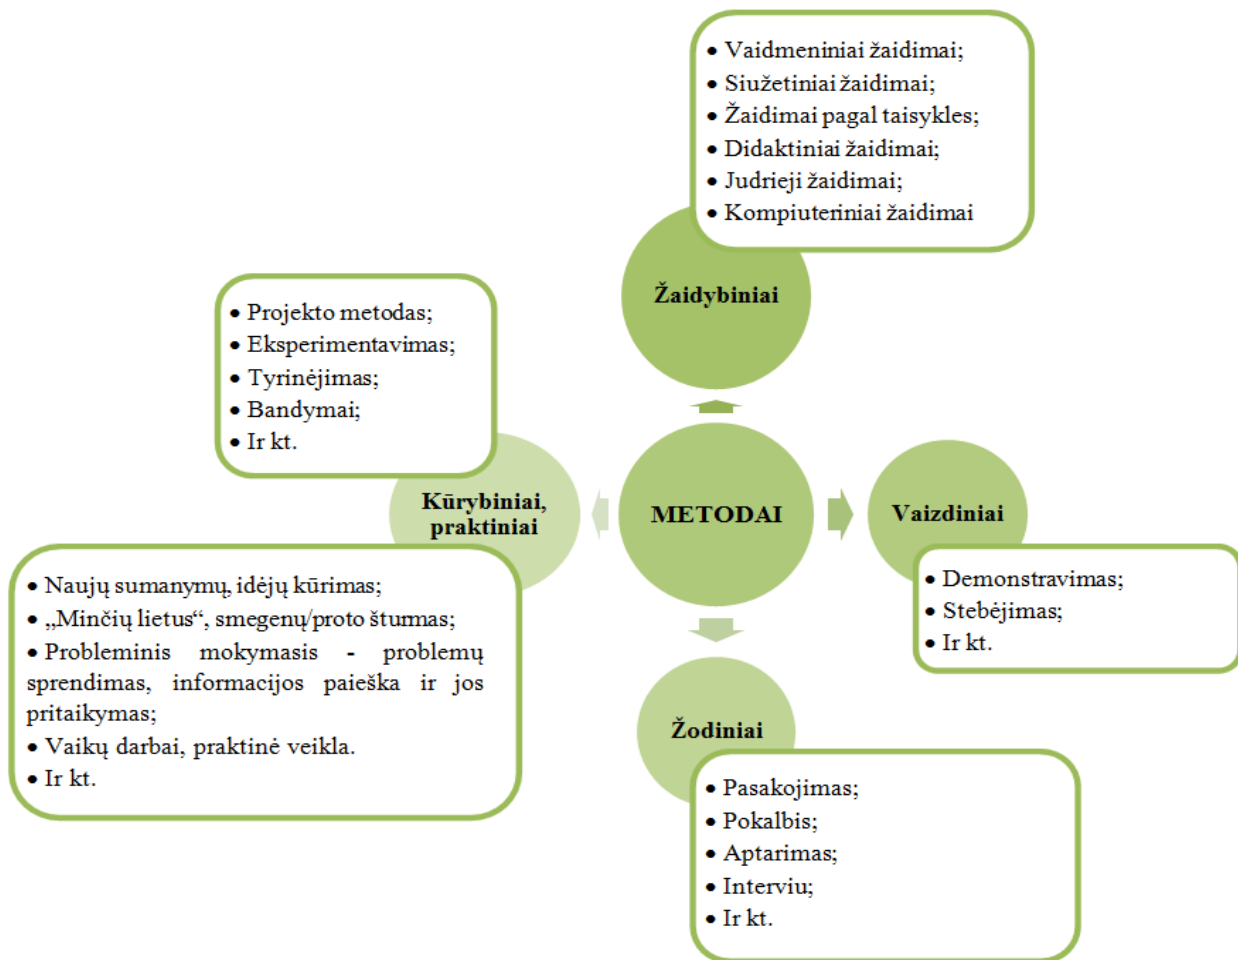 • Vaidmeniniai žaidimai;
• Siužetiniai žaidimai;
• Žaidimai pagal taisykles;
• Didaktiniai žaidimai;
• Judrieji žaidimai;
• Kompiuteriniai žaidimai
Žaidybiniai
• Projekto metodas;
• Eksperimentavimas;
• Tyrinėjimas;
• Bandymai;
• Ir kt.
Kūrybiniai,
praktiniai
METODAI
Vaizdiniai
• Naujų sumanymų, idėjų kūrimas;
• „Minčių lietus“, smegenų/proto šturmas;
• Probleminis mokymasis - problemų
sprendimas, informacijos paieška ir jos
pritaikymas;
• Vaikų darbai, praktinė veikla.
• Ir kt.
• Demonstravimas;
• Stebėjimas;
• Ir kt.
Žodiniai
• Pasakojimas;
• Pokalbis;
• Aptarimas;
• Interviu;
• Ir kt.